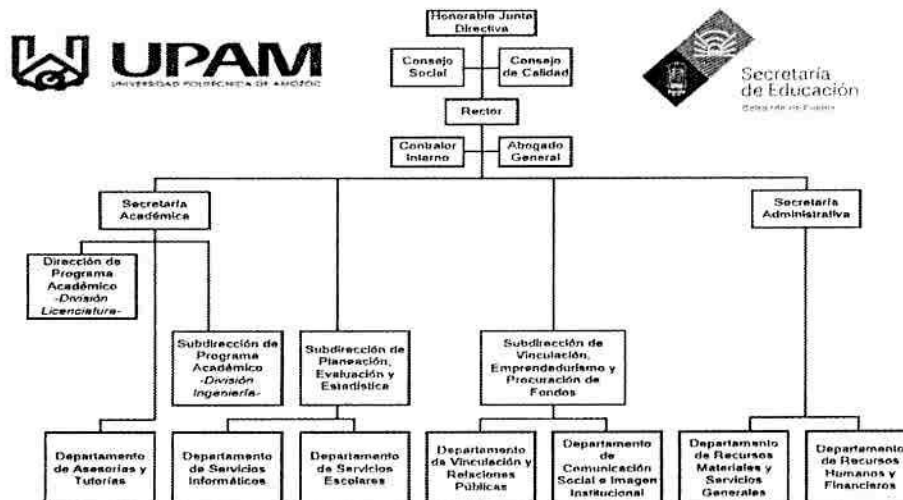 Honorable Junta
Directiva
UPAM
UNIVERSIDAD POLITÉCNICA DE AMOZOC
Consejo
Social
Consejo
de Calidad
Secretaría
de Educación
Rector
Contralor
Interno
Abogado
General
Secretaría
Académica
Secretaría
Administrativa
Dirección de
Programa
Académico
-División
Licenciatura-
Subdirección de
Programa
Académico
-División
Ingeniería-
Subdirección de
Planeación,
Evaluación y
Estadística
Subdirección de
Vinculación,
Emprendedurismo y
Procuración de
Fondos
Departamento
de Asesorías y
Tutorías
Departamento
de Servicios
Informáticos
Departamento
de Servicios
Escolares
Departamento
de Vinculación y
Relaciones
Públicas
Departamento
de
Comunicación
Social e Imagen
Institucional
Departamento
de Recursos
Materiales y
Servicios
Generales
Departamento
de Recursos
Humanos y
Financieros